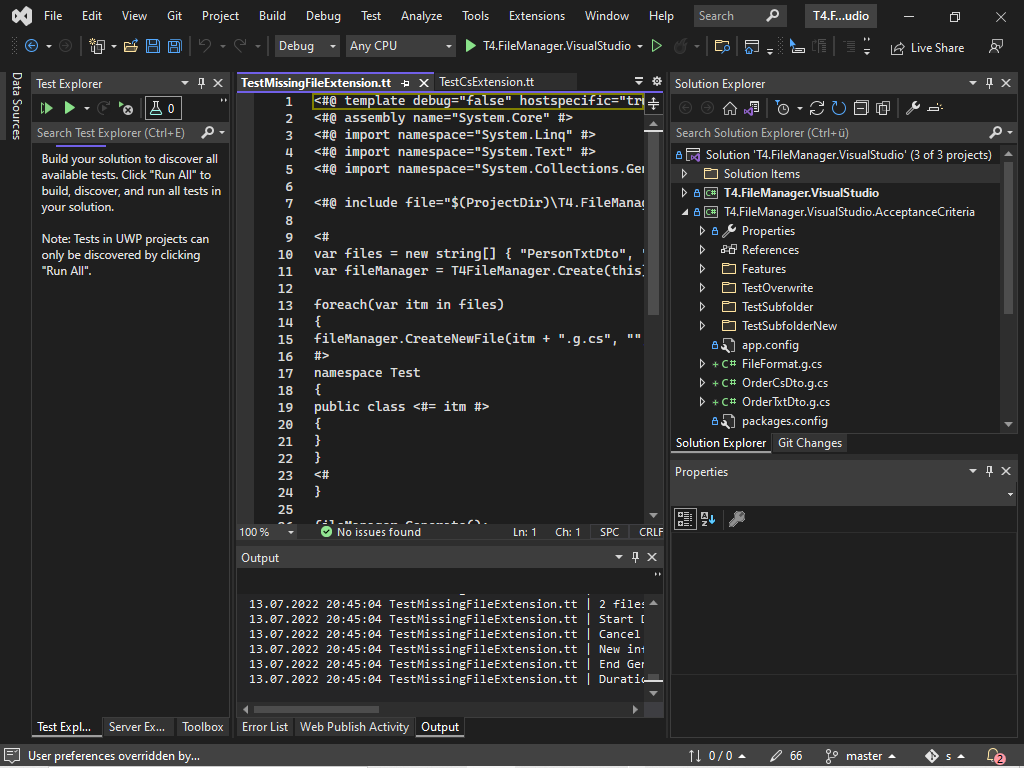 File Edit View Git Project Build Debug Test Analyze Tools Extensions Window Help Search T4.F...udio
Debug Any CPU T4.FileManager.VisualStudio Live Share
Data Sources
Test Explorer
0
Search Test Explorer (Ctrl+E)
Build your solution to discover all
available tests. Click "Run All" to
build, discover, and run all tests in
your solution.
Note: Tests in UWP projects can
only be discovered by clicking
"Run All".
Test Expl... Server Ex... Toolbox
TestMissingFileExtension.tt TestCsExtension.tt
1 <#@ template debug="false" hostspecific="tr
2 <#@ assembly name="System.Core" #>
3 <#@ import namespace="System.Linq" #>
4 <#@ import namespace="System.Text" #>
5 <#@ import namespace="System.Collections.Gen
6
7 <#@ include file="$(ProjectDir)\T4.FileManag
8
9 <#
10 var files = new string[] { "PersonTxtDto", "
11 var fileManager = T4FileManager.Create(this)
12
13 foreach(var itm in files)
14 {
15 fileManager.CreateNewFile(itm + ".g.cs", ""
16 #>
17 namespace Test
18 {
19 public class <#= itm #>
20 {
21 }
22 }
23 <#
24 }
25
26 fileManager.Generate();
100 % No issues found Ln: 1 Ch: 1 SPC CRLF
Output
13.07.2022 20:45:04 TestMissingFileExtension.tt | 2 files
13.07.2022 20:45:04 TestMissingFileExtension.tt | Start D
13.07.2022 20:45:04 TestMissingFileExtension.tt | Cancel
13.07.2022 20:45:04 TestMissingFileExtension.tt | New int
13.07.2022 20:45:04 TestMissingFileExtension.tt | End Gen
13.07.2022 20:45:04 TestMissingFileExtension.tt | Duratio
Error List Web Publish Activity Output
Solution Explorer
Search Solution Explorer (Ctrl+ü)
Solution 'T4.FileManager.VisualStudio' (3 of 3 projects)
Solution Items
C# T4.FileManager.VisualStudio
C# T4.FileManager.VisualStudio.AcceptanceCriteria
Properties
References
Features
TestOverwrite
TestSubfolder
TestSubfolderNew
app.config
+ C# FileFormat.g.cs
+ C# OrderCsDto.g.cs
+ C# OrderTxtDto.g.cs
packages.config
Solution Explorer Git Changes
Properties
User preferences overridden by... 0 / 0 66 master s 2